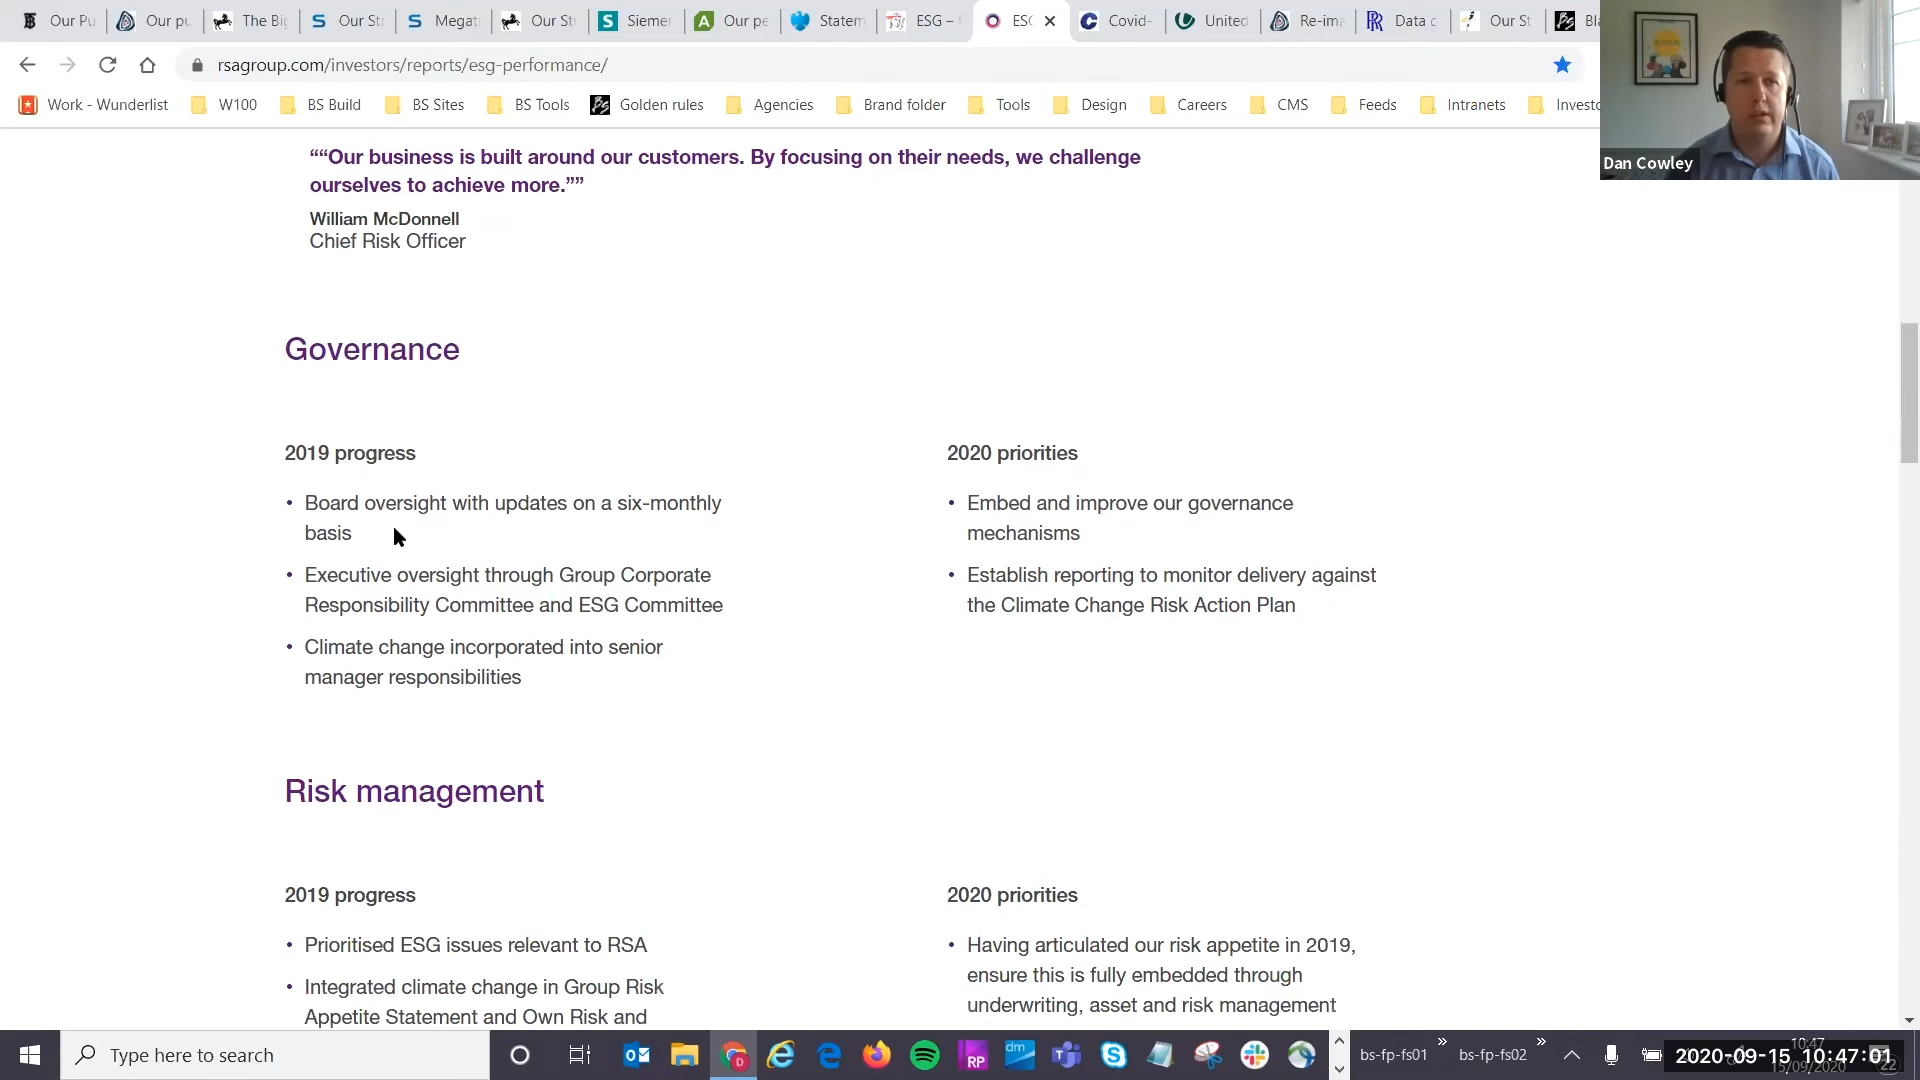 Our Pu
Our pu
The Big
Our Str
Megat
Our Str
Siemer
Our pe
Statem
ESG –
ESG
Covid-
United
Re-ima
Data c
Our St
rsagroup.com/investors/reports/esg-performance/
Work - Wunderlist
W100
BS Build
BS Sites
BS Tools
Golden rules
Agencies
Brand folder
Tools
Design
Careers
CMS
Feeds
Intranets
Investo
Dan Cowley
““Our business is built around our customers. By focusing on their needs, we challenge
ourselves to achieve more.””
William McDonnell
Chief Risk Officer
Governance
2019 progress
• Board oversight with updates on a six-monthly
basis
• Executive oversight through Group Corporate
Responsibility Committee and ESG Committee
• Climate change incorporated into senior
manager responsibilities
2020 priorities
• Embed and improve our governance
mechanisms
• Establish reporting to monitor delivery against
the Climate Change Risk Action Plan
Risk management
2019 progress
• Prioritised ESG issues relevant to RSA
• Integrated climate change in Group Risk
Appetite Statement and Own Risk and
2020 priorities
• Having articulated our risk appetite in 2019,
ensure this is fully embedded through
underwriting, asset and risk management
Type here to search
bs-fp-fs01
bs-fp-fs02
10:47
15/09/2020
2020-09-15 10:47:01